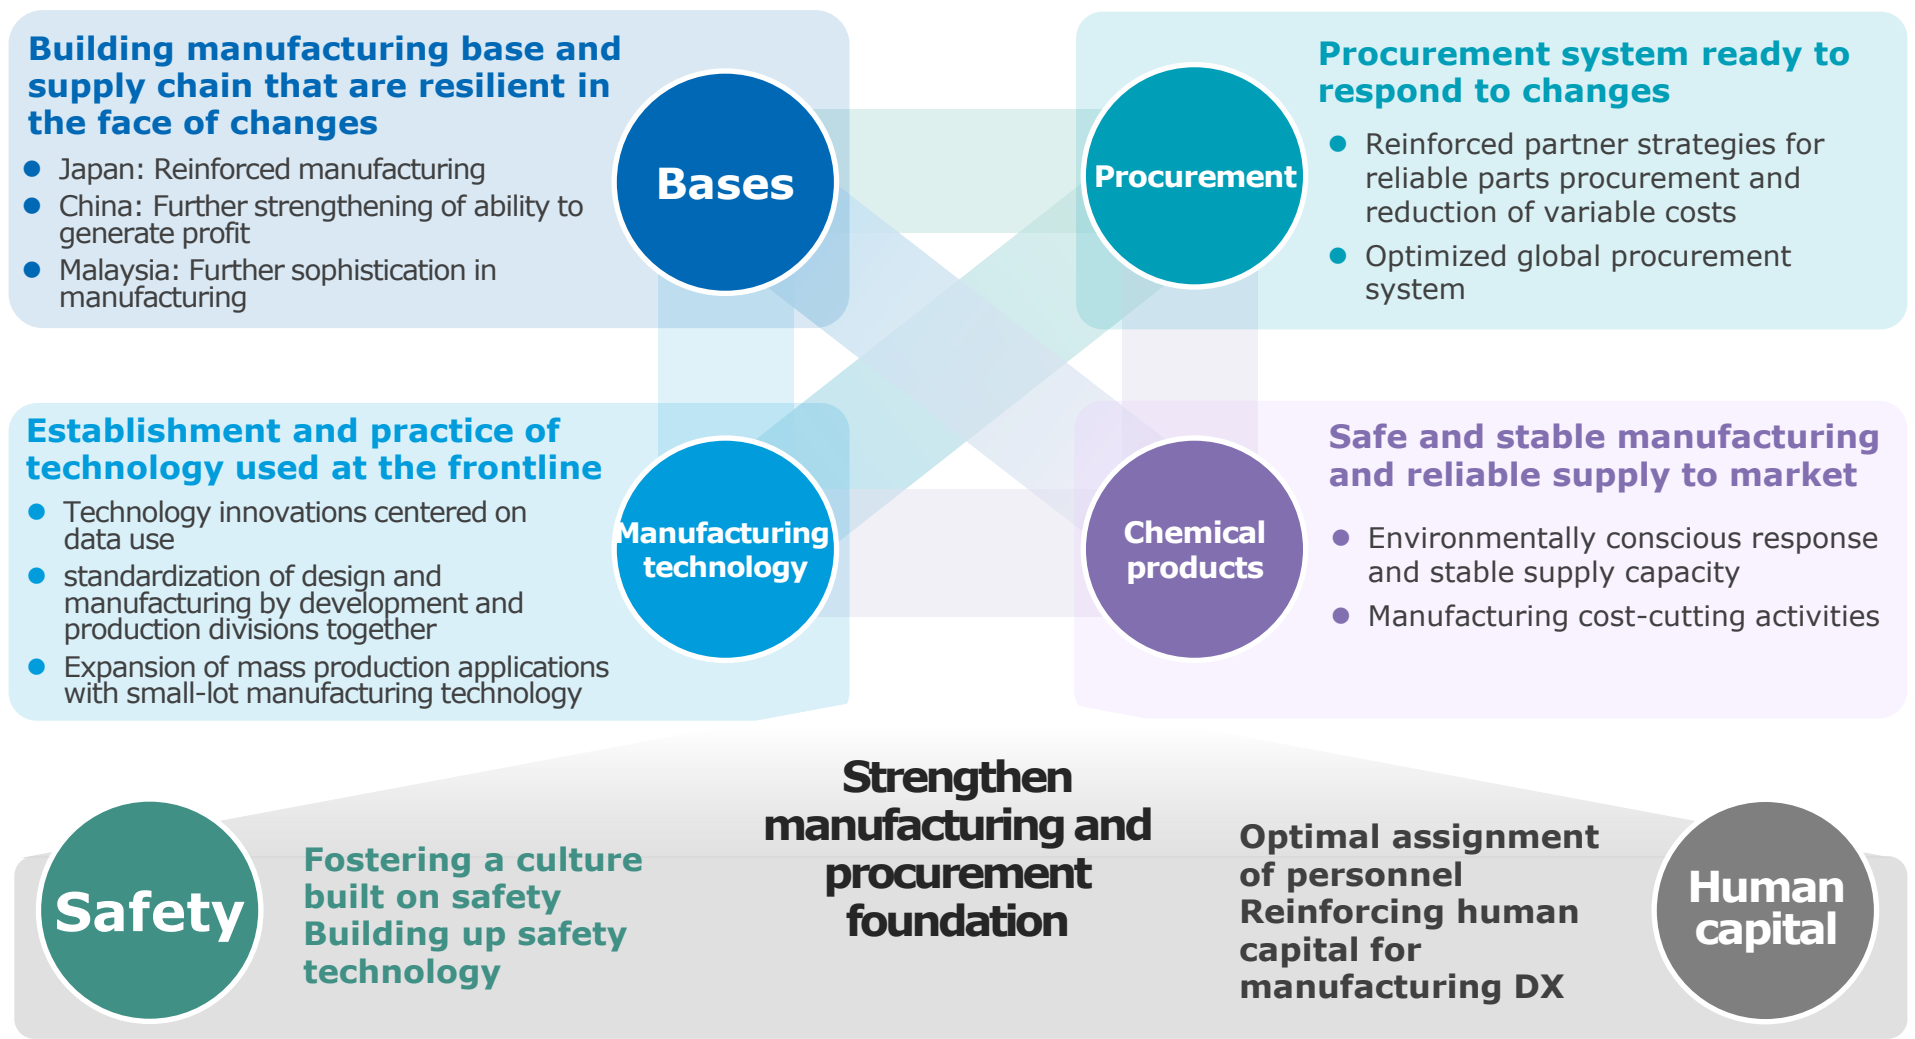 Building manufacturing base and
supply chain that are resilient in
the face of changes
Japan: Reinforced manufacturing
China: Further strengthening of ability to
generate profit
Malaysia: Further sophistication in
manufacturing
Bases
Procurement
Procurement system ready to
respond to changes
Reinforced partner strategies for
reliable parts procurement and
reduction of variable costs
Optimized global procurement
system
Establishment and practice of
technology used at the frontline
Technology innovations centered on
data use
standardization of design and
manufacturing by development and
production divisions together
Expansion of mass production applications
with small-lot manufacturing technology
Manufacturing
technology
Chemical
products
Safe and stable manufacturing
and reliable supply to market
Environmentally conscious response
and stable supply capacity
Manufacturing cost-cutting activities
Safety
Fostering a culture
built on safety
Building up safety
technology
Strengthen
manufacturing and
procurement
foundation
Optimal assignment
of personnel
Reinforcing human
capital for
manufacturing DX
Human
capital